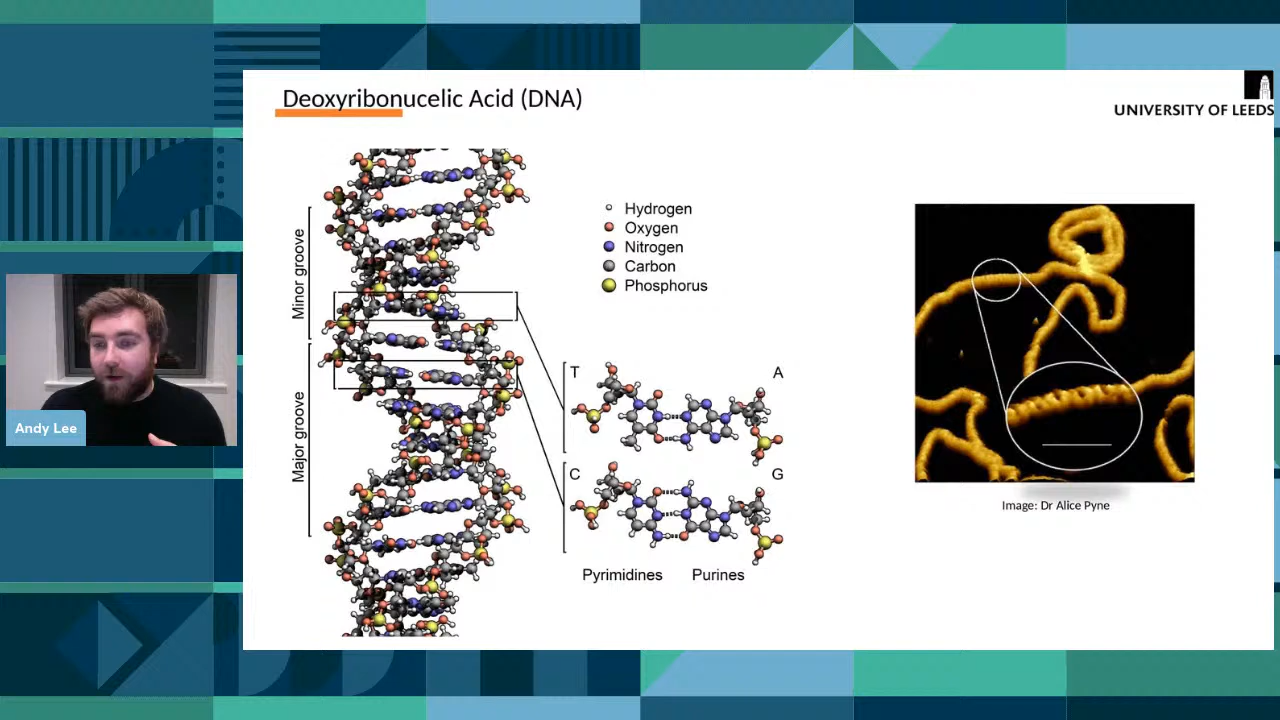 Deoxyribonucelic Acid (DNA)
UNIVERSITY OF LEEDS
Minor groove
Major groove
Hydrogen
Oxygen
Nitrogen
Carbon
Phosphorus
T
A
C
G
Pyrimidines
Purines
Image: Dr Alice Pyne
Andy Lee